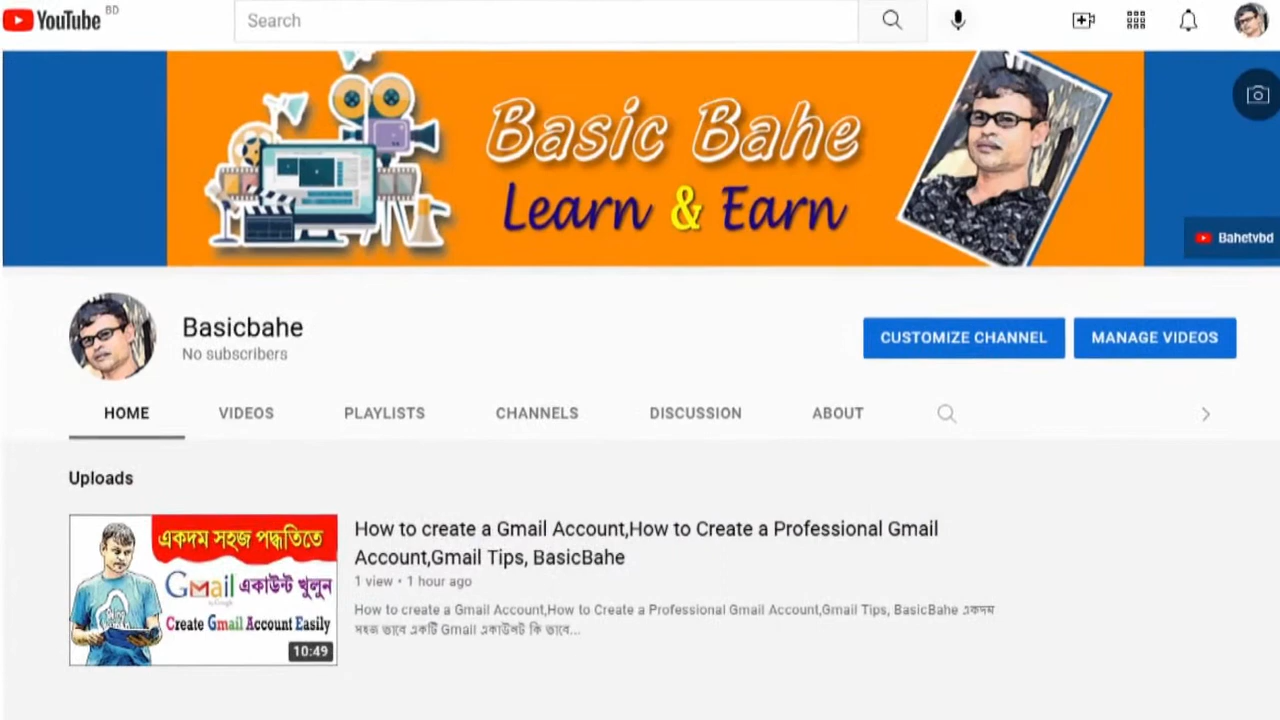 YouTube BD
Search
Basic Bahe
Learn & Earn
Bahetvbd
Basicbahe
No subscribers
CUSTOMIZE CHANNEL
MANAGE VIDEOS
HOME
VIDEOS
PLAYLISTS
CHANNELS
DISCUSSION
ABOUT
Uploads
একদম সহজ পদ্ধতিতে
Gmail একাউন্ট খুলুন
by Google
Create Gmail Account Easily
10:49
How to create a Gmail Account,How to Create a Professional Gmail
Account,Gmail Tips, BasicBahe
1 view • 1 hour ago
How to create a Gmail Account,How to Create a Professional Gmail Account,Gmail Tips, BasicBahe একদম
সহজ ভাবে একটি Gmail একাউন্ট কি ভাবে...